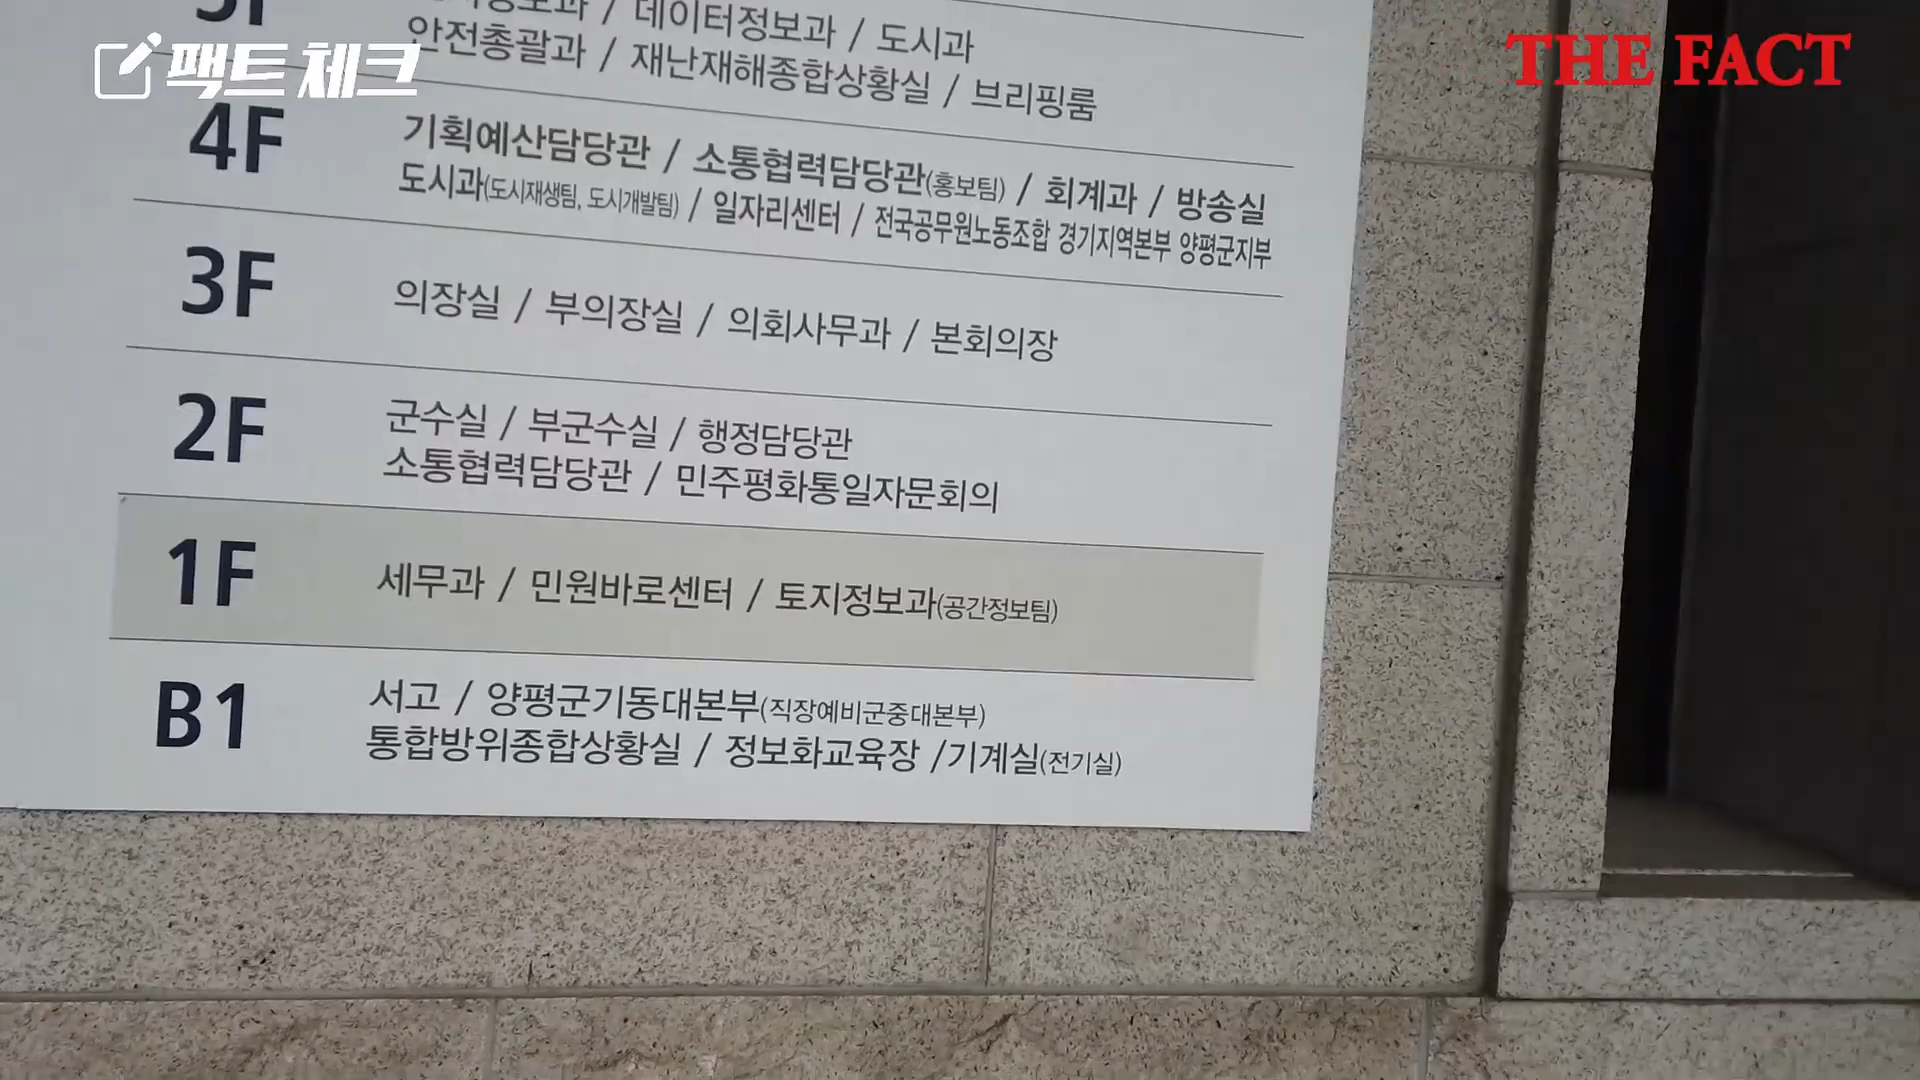 팩트체크
THE FACT
5F
데이터정보과 / 도시과
안전총괄과 / 재난재해종합상황실 / 브리핑룸
4F
기획예산담당관 / 소통협력담당관(홍보팀) / 회계과 / 방송실
도시과(도시재생팀, 도시개발팀) / 일자리센터 / 전국공무원노동조합 경기지역본부 양평군지부
3F
의장실 / 부의장실 / 의회사무과 / 본회의장
2F
군수실 / 부군수실 / 행정담당관
소통협력담당관 / 민주평화통일자문회의
1F
세무과 / 민원바로센터 / 토지정보과(공간정보팀)
B1
서고 / 양평군기동대본부(직장예비군중대본부)
통합방위종합상황실 / 정보화교육장 /기계실(전기실)